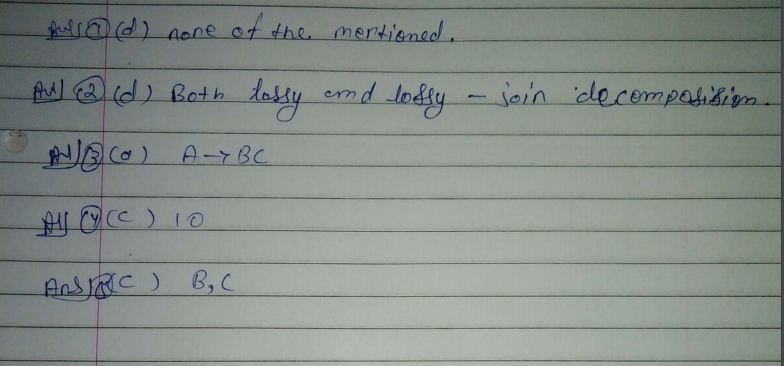 Ans ① (d) none of the mentioned.
Ans ② (d) Both lossy and lossy - join decomposition.
Ans ③ (a) A → BC
Ans ④ (c) 10
Ans (c) B, C